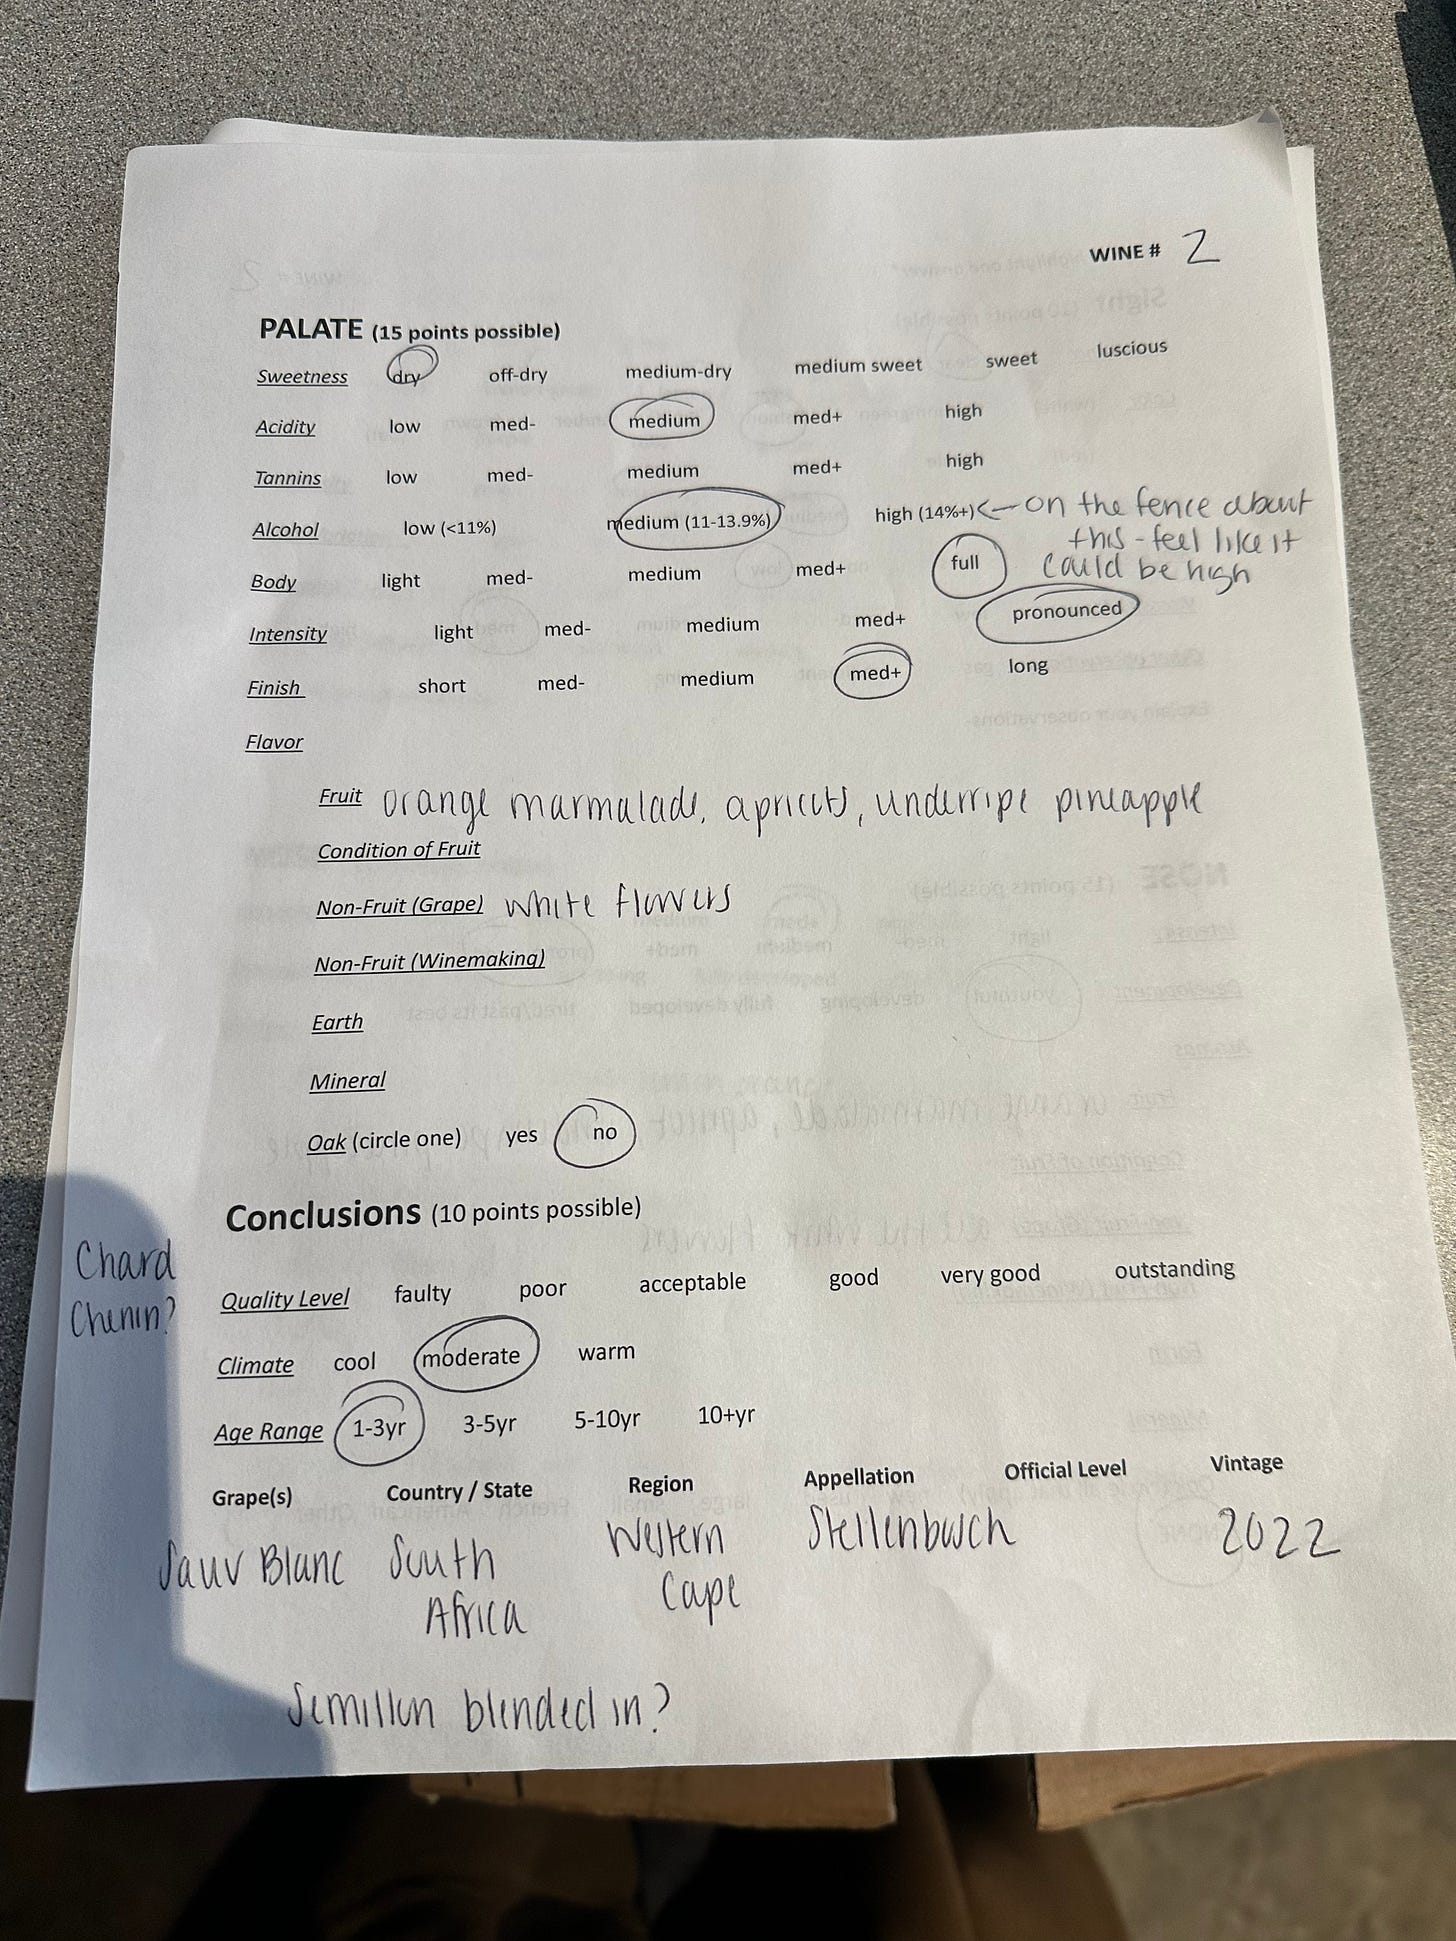 WINE # 2
PALATE (15 points possible)
Sweetness dry off-dry medium-dry medium sweet sweet luscious
Acidity low med- medium med+ high
Tannins low med- medium med+ high
Alcohol low (<11%) medium (11-13.9%) high (14%+) ← on the fence about
this - feel like it
could be high
Body light med- medium med+ full
Intensity light med- medium med+ pronounced
Finish short med- medium med+ long
Flavor
Fruit orange marmalade, apricots, underripe pineapple
Condition of Fruit
Non-Fruit (Grape) white flowers
Non-Fruit (Winemaking)
Earth
Mineral
Oak (circle one) yes no
Conclusions (10 points possible)
Chard
Chenin?
Quality Level faulty poor acceptable good very good outstanding
Climate cool moderate warm
Age Range 1-3yr 3-5yr 5-10yr 10+yr
Grape(s) Country / State Region Appellation Official Level Vintage
Sauv Blanc South Africa Western Cape Stellenbosch 2022
Semillon blended in?